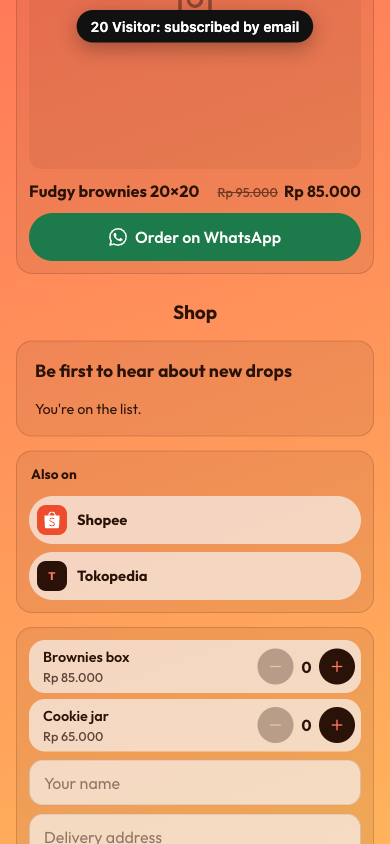 20 Visitor: subscribed by email
Fudgy brownies 20×20 Rp 95.000 Rp 85.000
Order on WhatsApp
Shop
Be first to hear about new drops
You're on the list.
Also on
S Shopee
T Tokopedia
Brownies box
Rp 85.000
− 0 +
Cookie jar
Rp 65.000
− 0 +
Your name
Delivery address